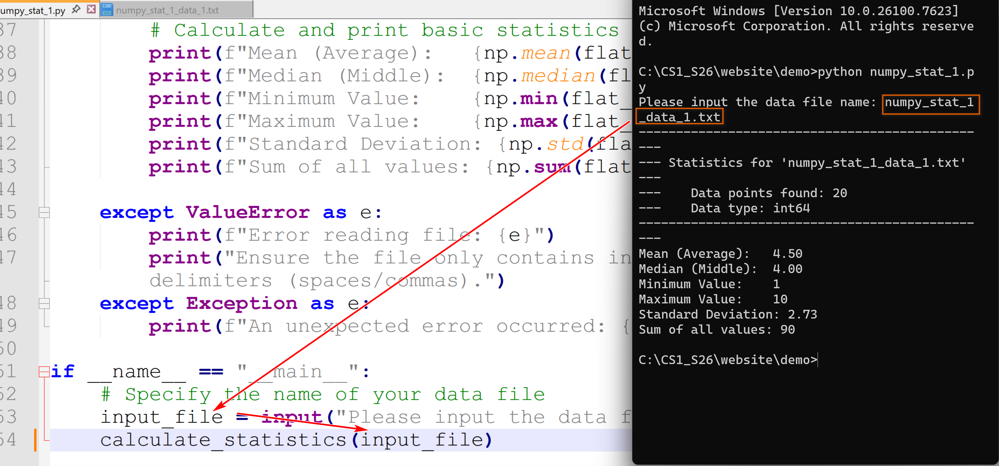 umpy_stat_1.py
numpy_stat_1_data_1.txt
37 # Calculate and print basic statistics
38 print(f"Mean (Average):   {np.mean(flat
39 print(f"Median (Middle):  {np.median(fl
40 print(f"Minimum Value:    {np.min(flat_
41 print(f"Maximum Value:    {np.max(flat_
42 print(f"Standard Deviation: {np.std(fla
43 print(f"Sum of all values: {np.sum(flat
44
45 except ValueError as e:
46 print(f"Error reading file: {e}")
47 print("Ensure the file only contains in
delimiters (spaces/commas).")
48 except Exception as e:
49 print(f"An unexpected error occurred: {
50
51 if __name__ == "__main__":
52 # Specify the name of your data file
53 input_file = input("Please input the data f
54 calculate_statistics(input_file)
Microsoft Windows [Version 10.0.26100.7623]
(c) Microsoft Corporation. All rights reserve
d.
C:\CS1_S26\website\demo>python numpy_stat_1.p
y
Please input the data file name: numpy_stat_1
_data_1.txt
---------------------------------------------
---
--- Statistics for 'numpy_stat_1_data_1.txt'
---
---    Data points found: 20
---    Data type: int64
---------------------------------------------
---
Mean (Average):   4.50
Median (Middle):  4.00
Minimum Value:    1
Maximum Value:    10
Standard Deviation: 2.73
Sum of all values: 90
C:\CS1_S26\website\demo>